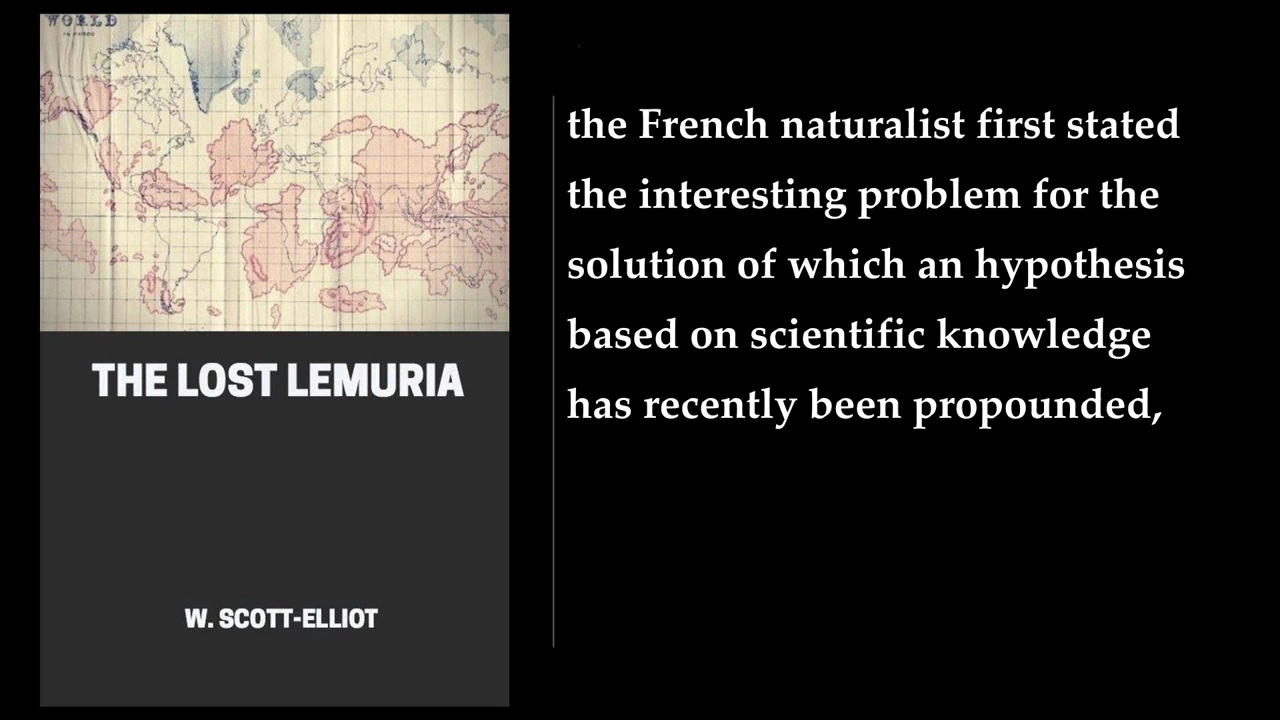 WORLD
THE LOST LEMURIA
W. SCOTT-ELLIOT
the French naturalist first stated
the interesting problem for the
solution of which an hypothesis
based on scientific knowledge
has recently been propounded,